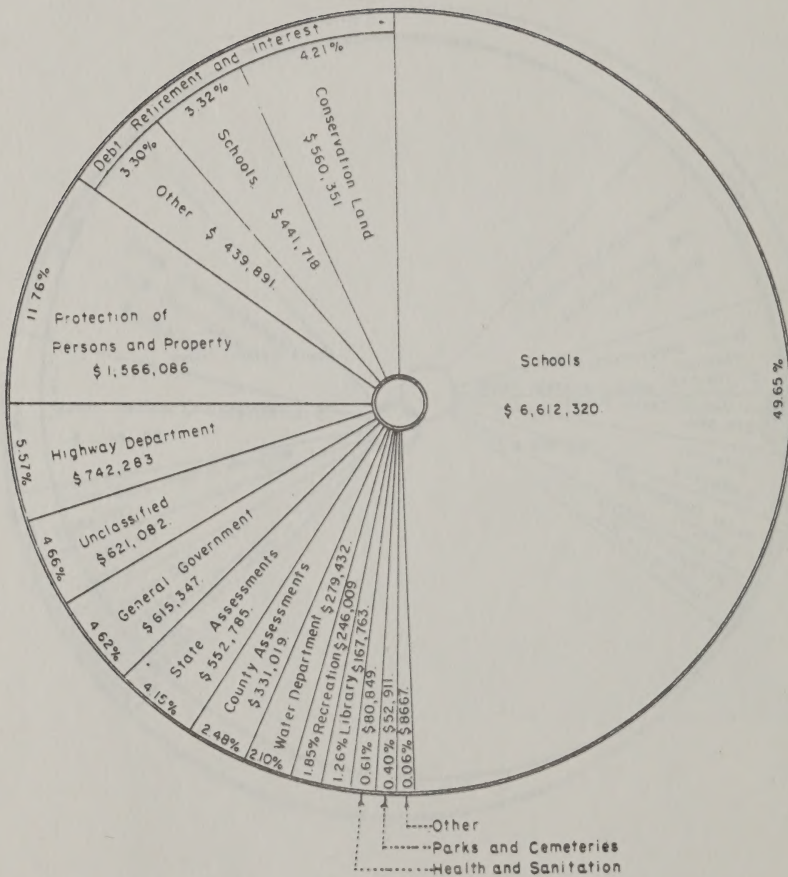 Debt Retirement and Interest
4.21%
Conservation Land
$560,351
3.32%
Schools.
$441,718
3.30%
Other
$ 439,891.
11.76%
Protection of
Persons and Property
$1,566,086
Schools
$ 6,612,320.
49.65%
5.57%
Highway Department
$742,283
4.66%
Unclassified
$621,082.
4.62%
General Government
$615,347.
4.15%
State Assessments
$552,785.
2.48%
County Assessments
$331,019.
2.10% Water Department $279,432.
1.85% Recreation $246,009
1.26% Library $167,763.
0.61% $80,849.
0.40% $52,911
0.06% $8667.
Other
Parks and Cemeteries
Health and Sanitation